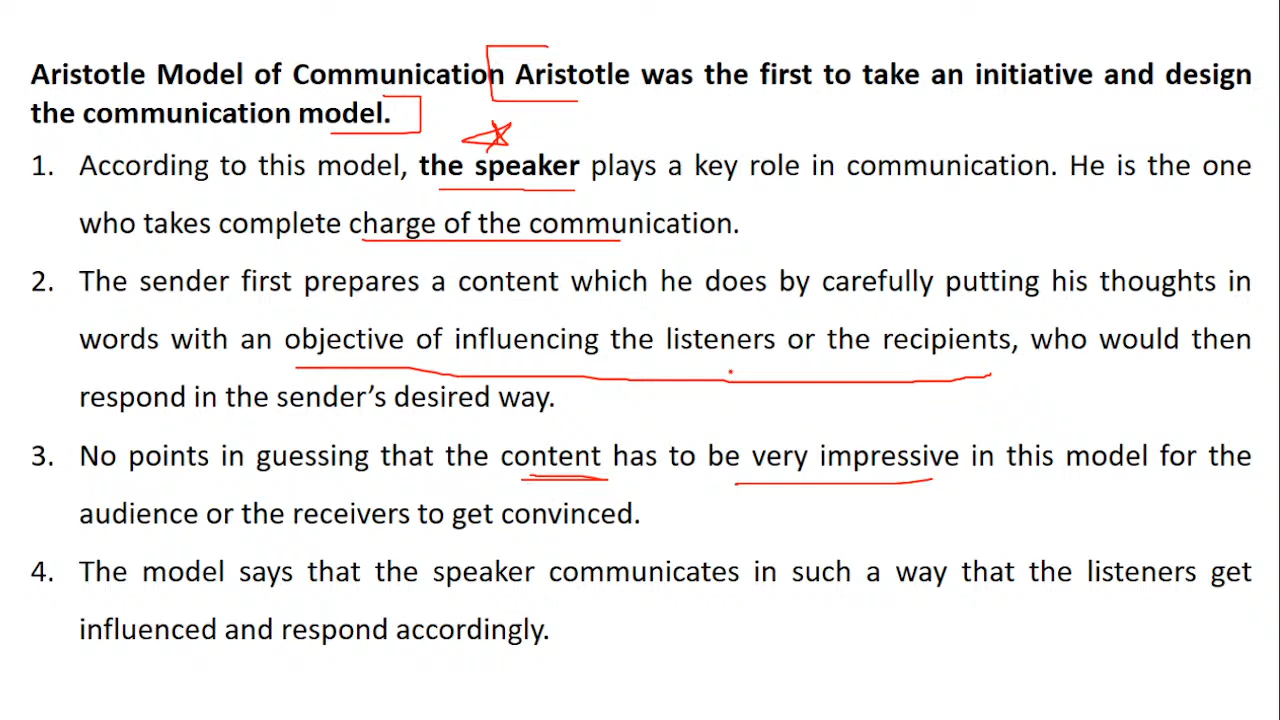 Aristotle Model of Communication Aristotle was the first to take an initiative and design
the communication model.
1. According to this model, the speaker plays a key role in communication. He is the one
who takes complete charge of the communication.
2. The sender first prepares a content which he does by carefully putting his thoughts in
words with an objective of influencing the listeners or the recipients, who would then
respond in the sender’s desired way.
3. No points in guessing that the content has to be very impressive in this model for the
audience or the receivers to get convinced.
4. The model says that the speaker communicates in such a way that the listeners get
influenced and respond accordingly.